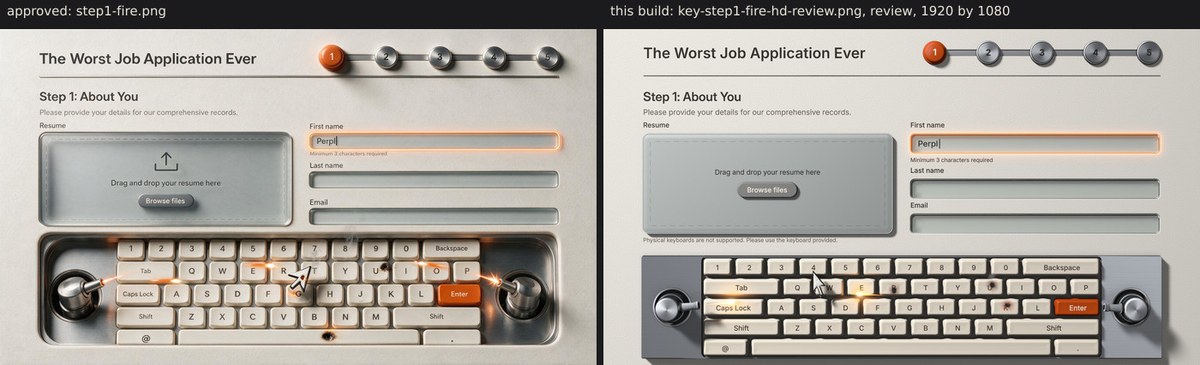 approved: step1-fire.png
The Worst Job Application Ever
1 2 3 4 5
Step 1: About You
Please provide your details for our comprehensive records.
Resume
First name
Perpl
Minimum 3 characters required
Last name
Drag and drop your resume here
Browse files
Email
1 2 3 4 5 6 7 8 9 0 Backspace
Tab Q W E R T Y U I O P
Caps Lock A S D F G H J K L Enter
Shift Z X C V B N M Shift
@ .
this build: key-step1-fire-hd-review.png, review, 1920 by 1080
The Worst Job Application Ever
1 2 3 4 5
Step 1: About You
Please provide your details for our comprehensive records.
Resume
First name
Perpl
Minimum 3 characters required
Last name
Drag and drop your resume here
Browse files
Email
Physical keyboards are not supported. Please use the keyboard provided.
1 2 3 4 5 6 7 8 9 0 Backspace
Tab Q W E T Y I O P
Caps Lock A S D F G H J L Enter
Shift Z X C V B N M Shift
@ .